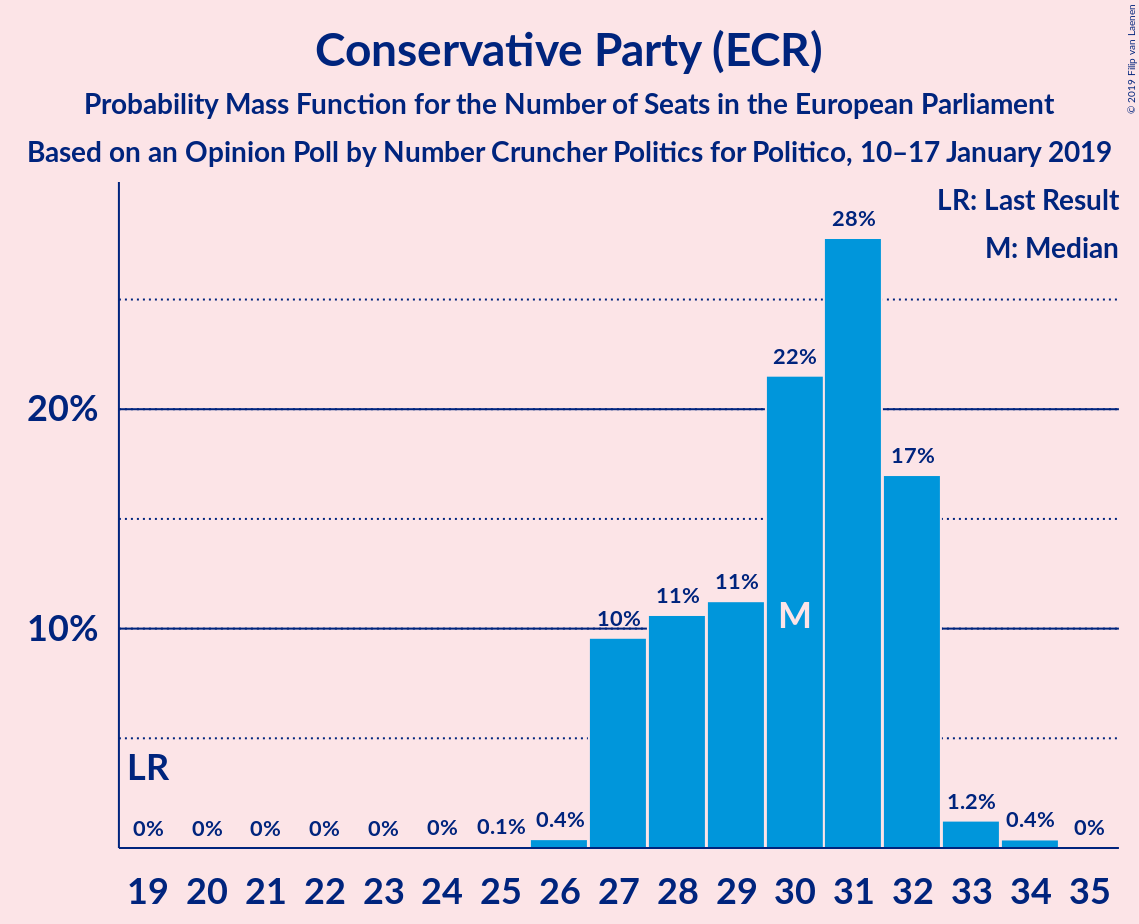 Conservative Party (ECR)
Probability Mass Function for the Number of Seats in the European Parliament
Based on an Opinion Poll by Number Cruncher Politics for Politico, 10–17 January 2019
© 2019 Filip van Laenen
LR: Last Result
M: Median
28%
22%
20%
17%
11%
11%
10%
10%
M
LR
0% 0% 0% 0% 0% 0% 0.1% 0.4% 1.2% 0.4% 0%
19 20 21 22 23 24 25 26 27 28 29 30 31 32 33 34 35